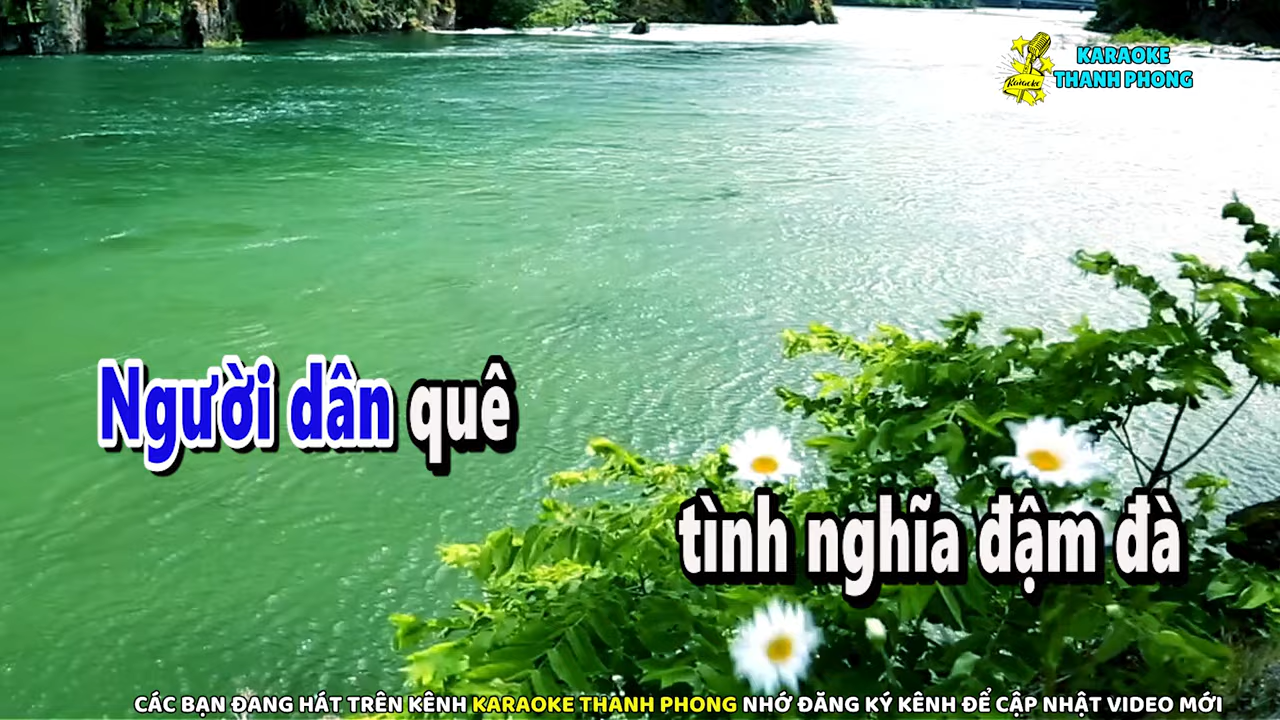 KARAOKE
THANH PHONG
Karaoke
Người dân quê
tình nghĩa đậm đà
CÁC BẠN ĐANG HÁT TRÊN KÊNH KARAOKE THANH PHONG NHỚ ĐĂNG KÝ KÊNH ĐỂ CẬP NHẬT VIDEO MỚI